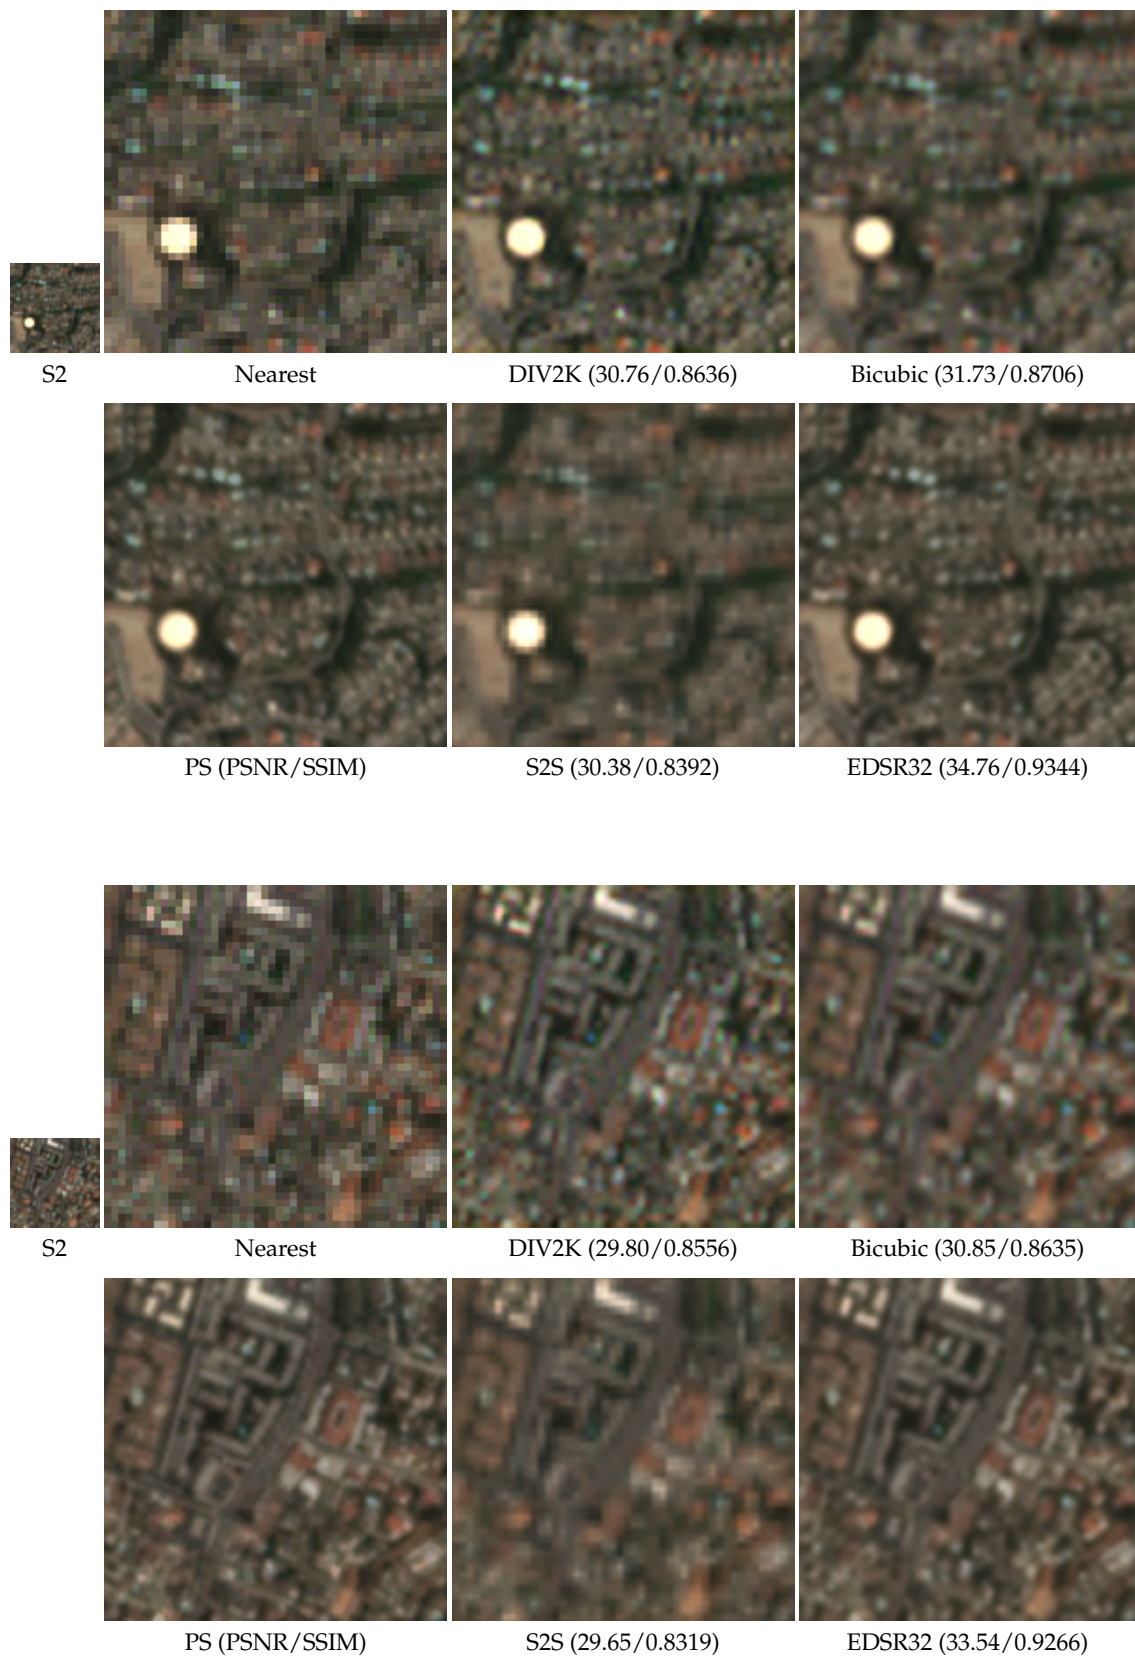 S2 Nearest DIV2K (30.76/0.8636) Bicubic (31.73/0.8706)
PS (PSNR/SSIM) S2S (30.38/0.8392) EDSR32 (34.76/0.9344)
S2 Nearest DIV2K (29.80/0.8556) Bicubic (30.85/0.8635)
PS (PSNR/SSIM) S2S (29.65/0.8319) EDSR32 (33.54/0.9266)